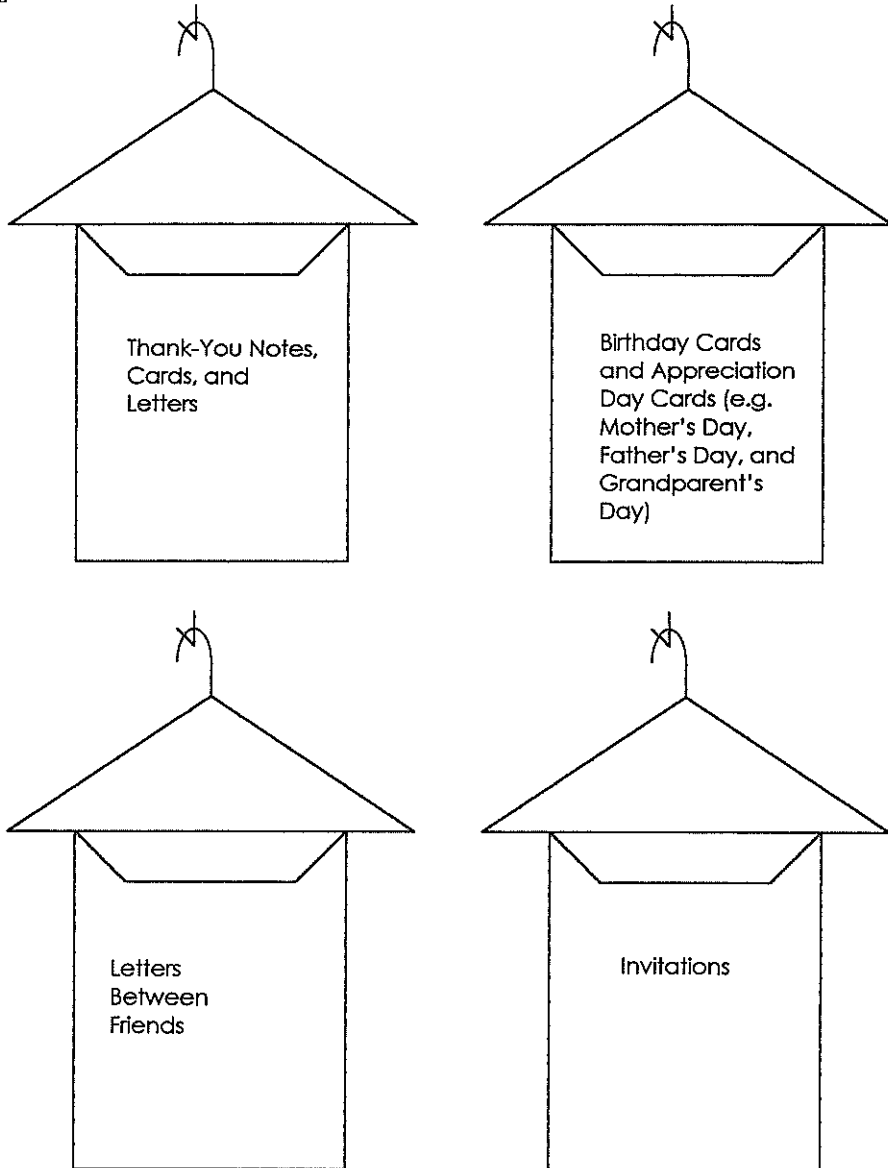 Thank-You Notes,
Cards, and
Letters
Birthday Cards
and Appreciation
Day Cards (e.g.
Mother's Day,
Father's Day, and
Grandparent's
Day)
Letters
Between
Friends
Invitations